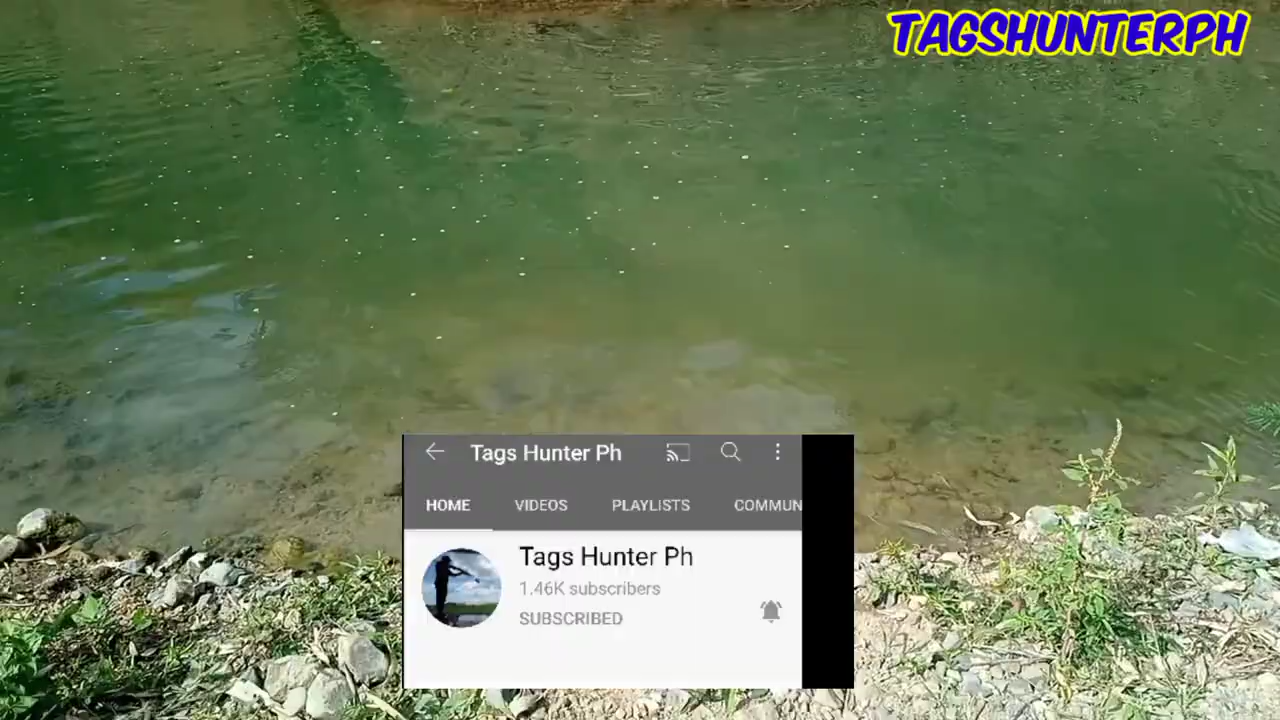 TAGSHUNTERPH
Tags Hunter Ph
HOME VIDEOS PLAYLISTS COMMUN
Tags Hunter Ph
1.46K subscribers
SUBSCRIBED